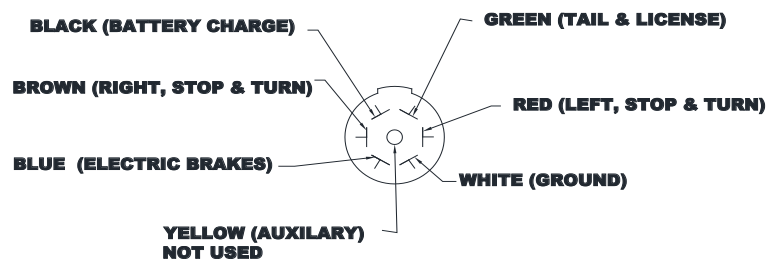 BLACK (BATTERY CHARGE)
GREEN (TAIL & LICENSE)
BROWN (RIGHT, STOP & TURN)
RED (LEFT, STOP & TURN)
BLUE (ELECTRIC BRAKES)
WHITE (GROUND)
YELLOW (AUXILARY)
NOT USED